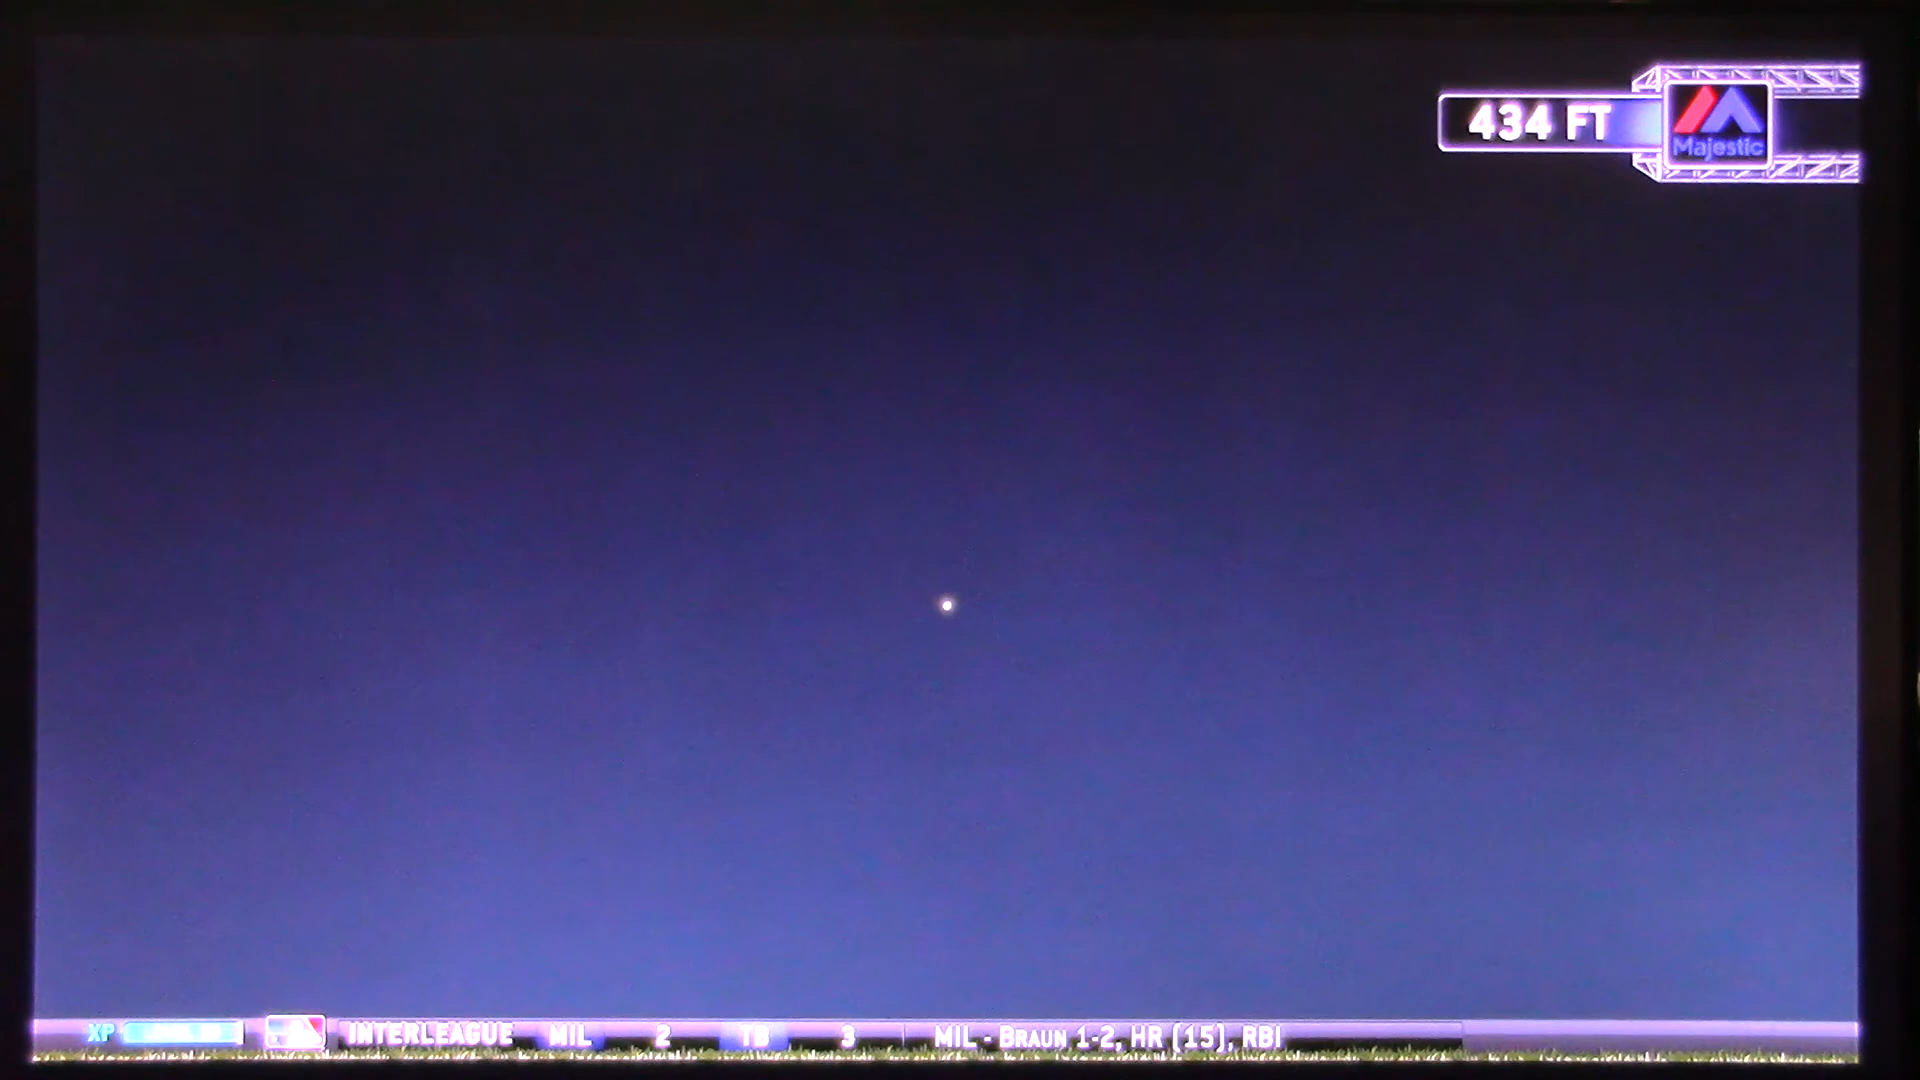 434 FT
Majestic
XP
INTERLEAGUE MIL 2 TB 3 MIL - BRAUN 1-2, HR (15), RBI